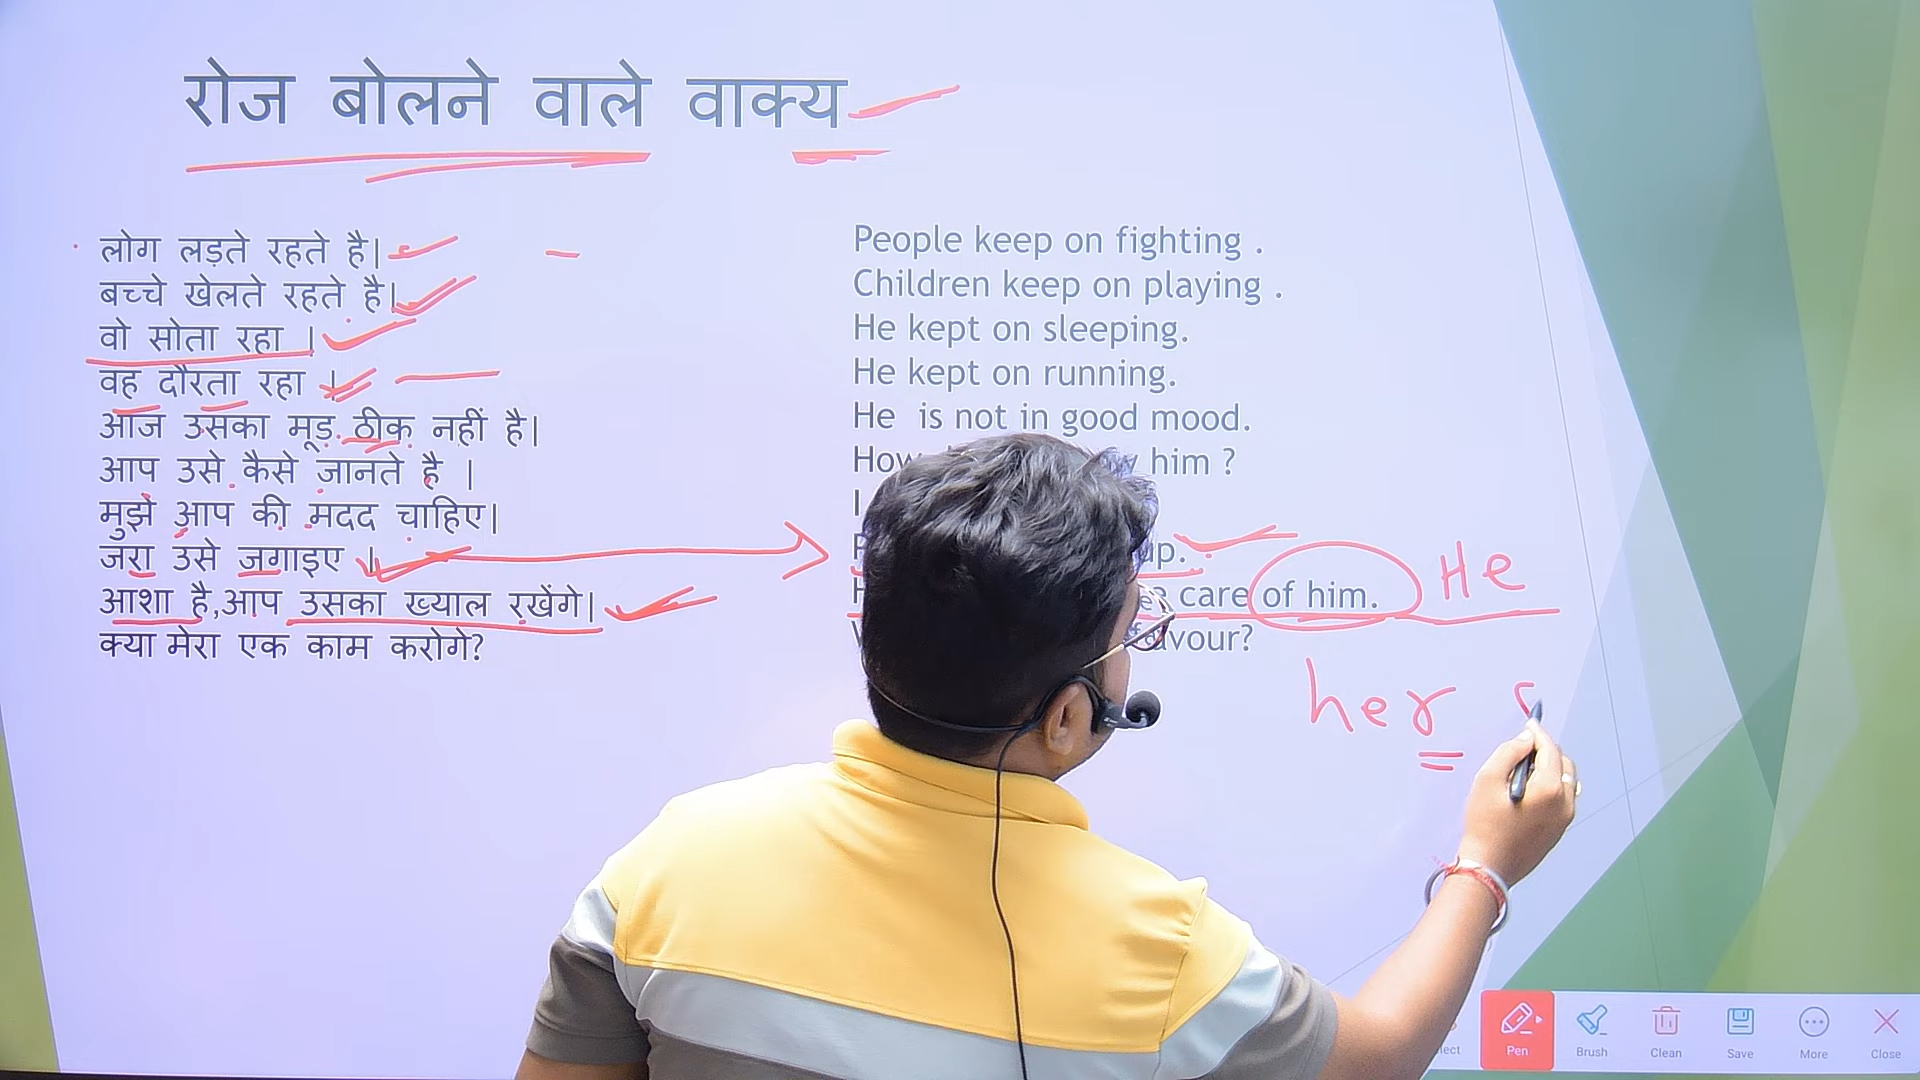 रोज बोलने वाले वाक्य
लोग लड़ते रहते है|
बच्चे खेलते रहते है|
वो सोता रहा |
वह दौरता रहा |
आज उसका मूड ठीक नहीं है|
आप उसे कैसे जानते है |
मुझे आप की मदद चाहिए|
जरा उसे जगाइए |
आशा है,आप उसका ख्याल रखेंगे|
क्या मेरा एक काम करोगे?
People keep on fighting .
Children keep on playing .
He kept on sleeping.
He kept on running.
He is not in good mood.
How him ?
I
up.
care of him. He
favour?
her
Pen
Brush
Clean
Save
More
Close